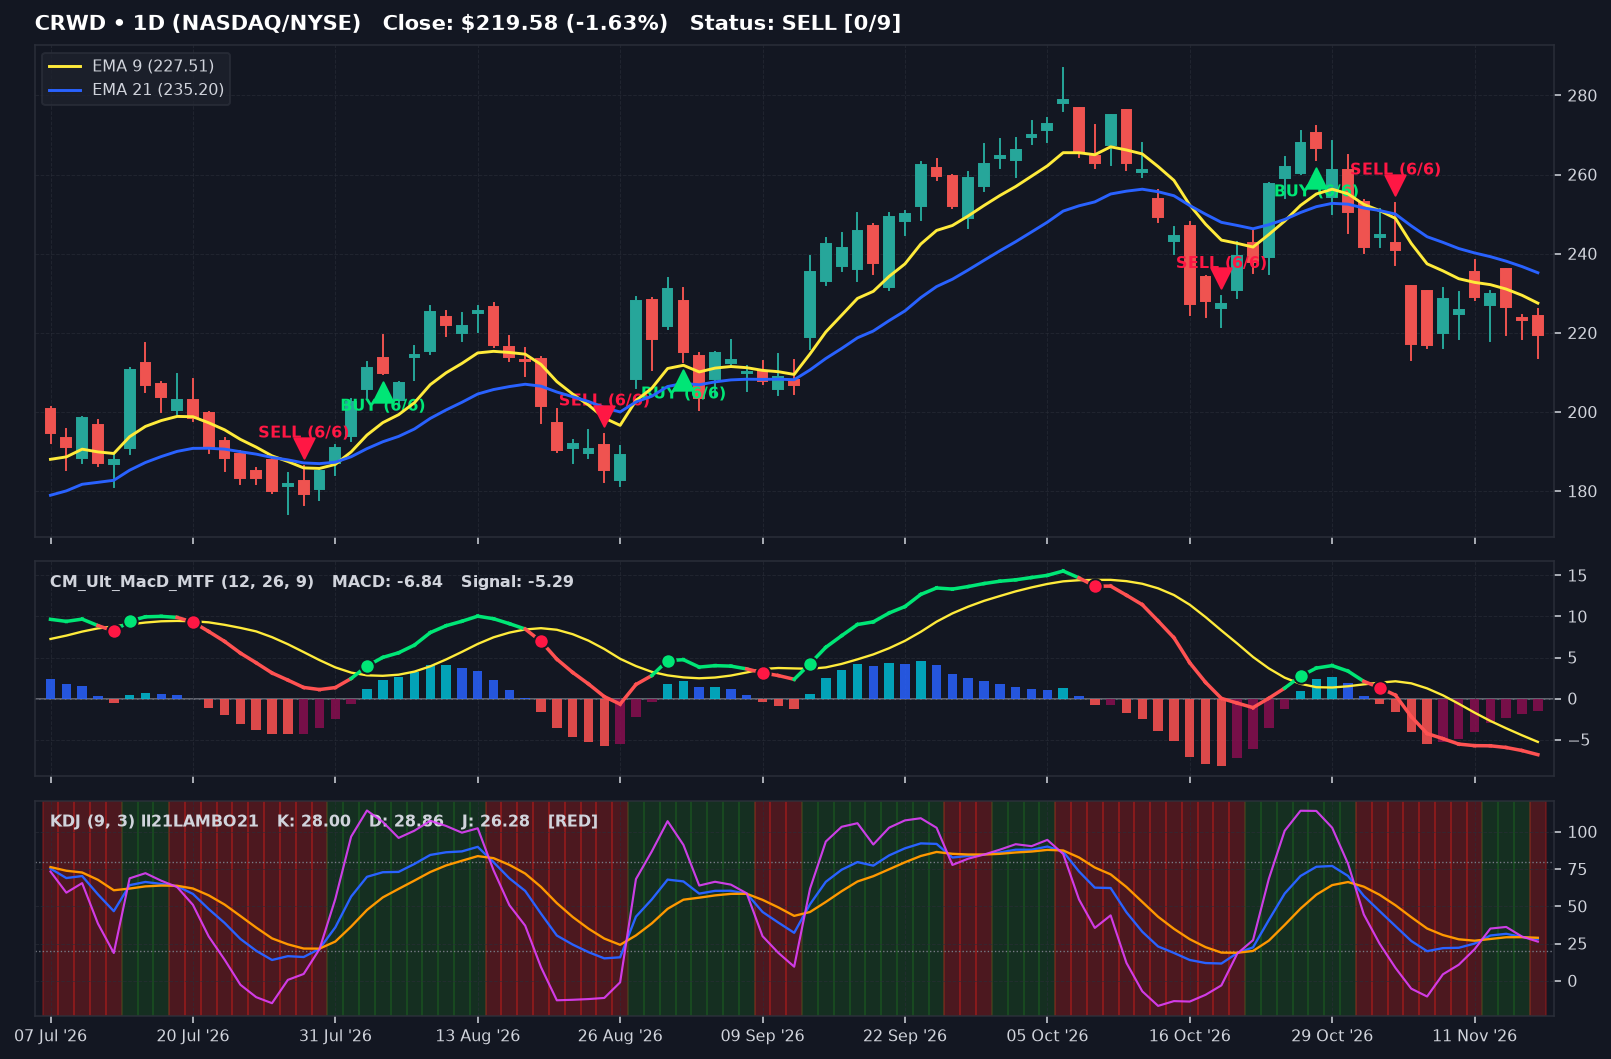 CRWD • 1D (NASDAQ/NYSE)   Close: $219.58 (-1.63%)   Status: SELL [0/9]
EMA 9 (227.51)
EMA 21 (235.20)
280
260
240
220
200
180
SELL (6/6)
BUY (6/6)
SELL (6/6)
BUY (6/6)
SELL (6/6)
BUY (6/6)
SELL (6/6)
CM_Ult_MacD_MTF (12, 26, 9)   MACD: -6.84   Signal: -5.29
15
10
5
0
−5
KDJ (9, 3) II21LAMBO21   K: 28.00   D: 28.86   J: 26.28   [RED]
100
75
50
25
0
07 Jul '26
20 Jul '26
31 Jul '26
13 Aug '26
26 Aug '26
09 Sep '26
22 Sep '26
05 Oct '26
16 Oct '26
29 Oct '26
11 Nov '26